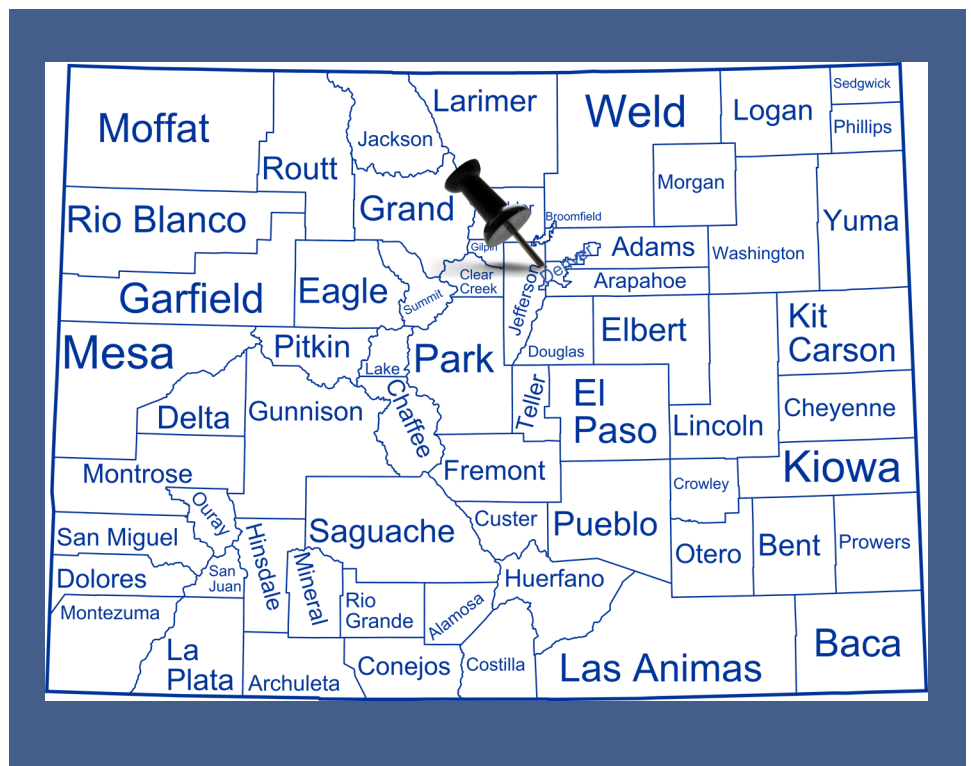 Moffat
Routt
Jackson
Larimer
Weld
Logan
Sedgwick
Phillips
Morgan
Rio Blanco
Grand
Broomfield
Gilpin
Adams
Washington
Yuma
Garfield
Eagle
Summit
Clear
Creek
Jefferson
Denver
Arapahoe
Mesa
Pitkin
Lake
Park
Douglas
Elbert
Kit
Carson
Delta
Gunnison
Chaffee
Teller
El
Paso
Lincoln
Cheyenne
Montrose
Fremont
Crowley
Kiowa
Ouray
San Miguel
Hinsdale
Saguache
Custer
Pueblo
Otero
Bent
Prowers
Dolores
San
Juan
Mineral
Rio
Grande
Alamosa
Huerfano
Montezuma
La
Plata
Archuleta
Conejos
Costilla
Las Animas
Baca